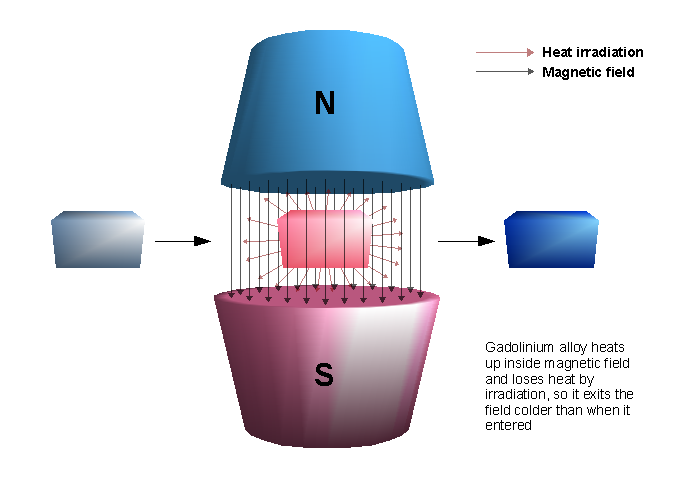 Heat irradiation
Magnetic field
N
S
Gadolinium alloy heats
up inside magnetic field
and loses heat by
irradiation, so it exits the
field colder than when it
entered